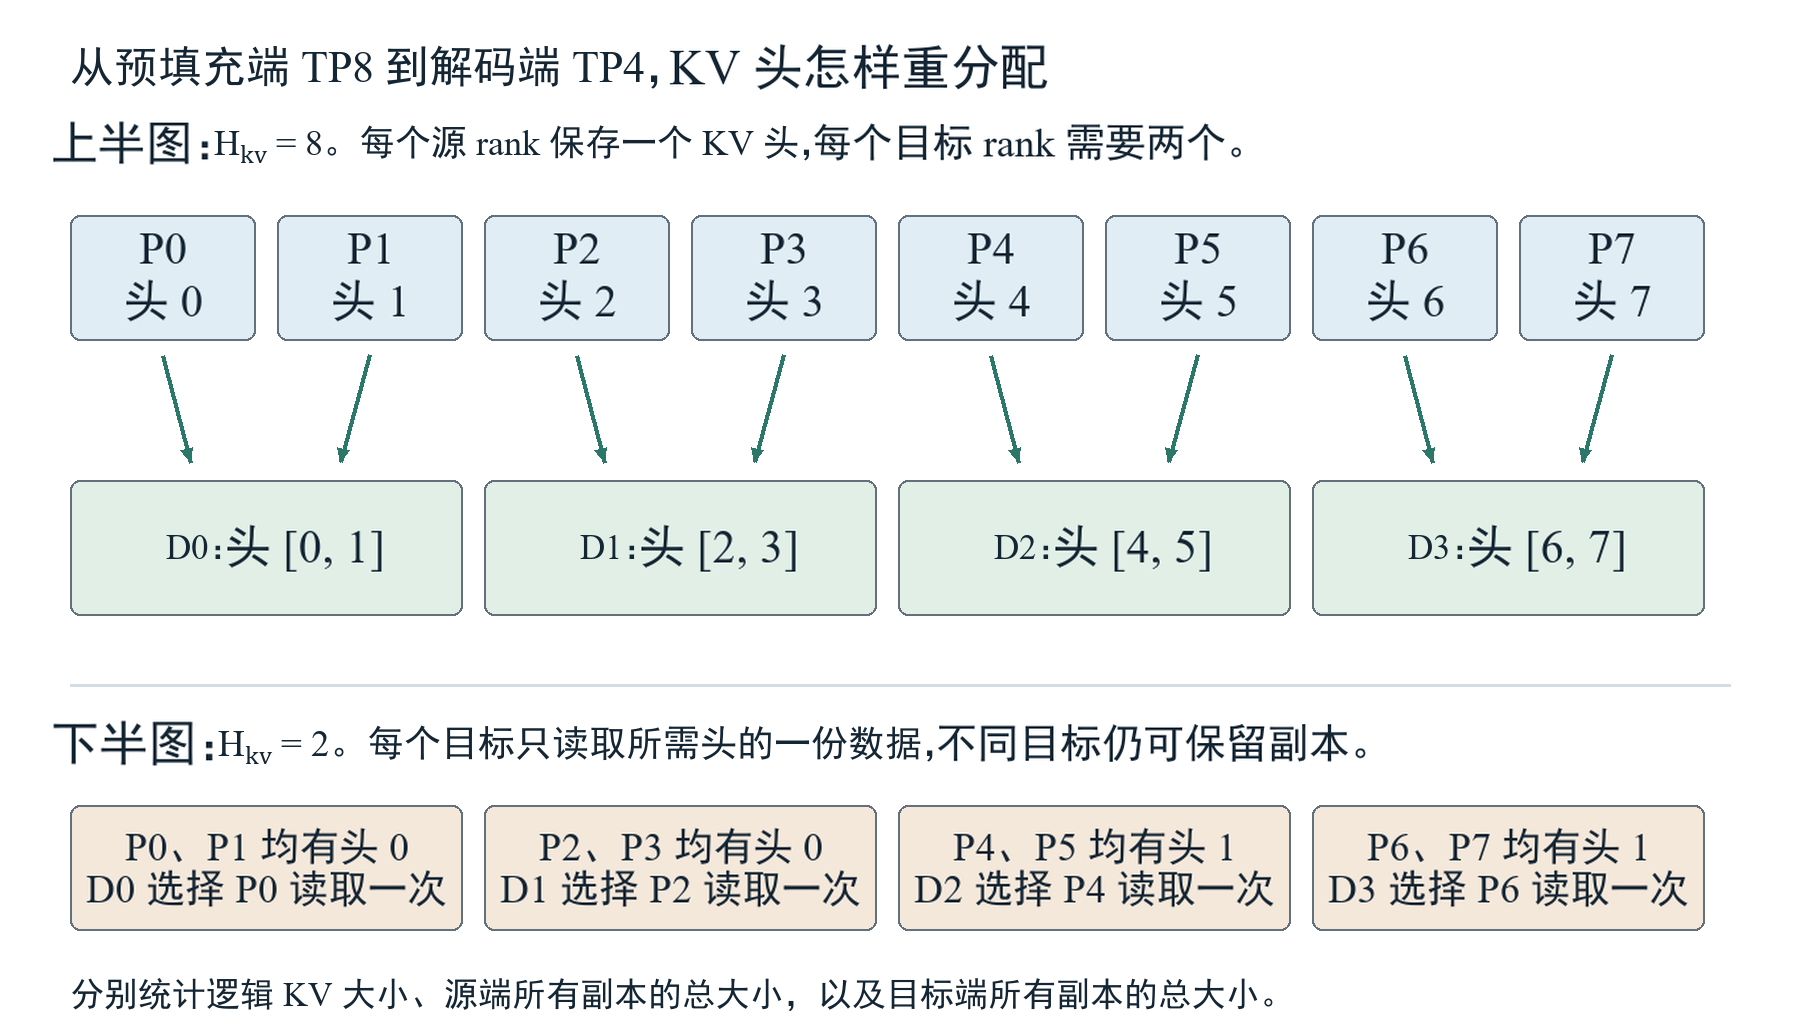 从预填充端 TP8 到解码端 TP4,KV 头怎样重分配
上半图:H_kv = 8。每个源 rank 保存一个 KV 头,每个目标 rank 需要两个。
P0
头 0
P1
头 1
P2
头 2
P3
头 3
P4
头 4
P5
头 5
P6
头 6
P7
头 7
D0:头 [0, 1]
D1:头 [2, 3]
D2:头 [4, 5]
D3:头 [6, 7]
下半图:H_kv = 2。每个目标只读取所需头的一份数据,不同目标仍可保留副本。
P0、P1 均有头 0
D0 选择 P0 读取一次
P2、P3 均有头 0
D1 选择 P2 读取一次
P4、P5 均有头 1
D2 选择 P4 读取一次
P6、P7 均有头 1
D3 选择 P6 读取一次
分别统计逻辑 KV 大小、源端所有副本的总大小，以及目标端所有副本的总大小。